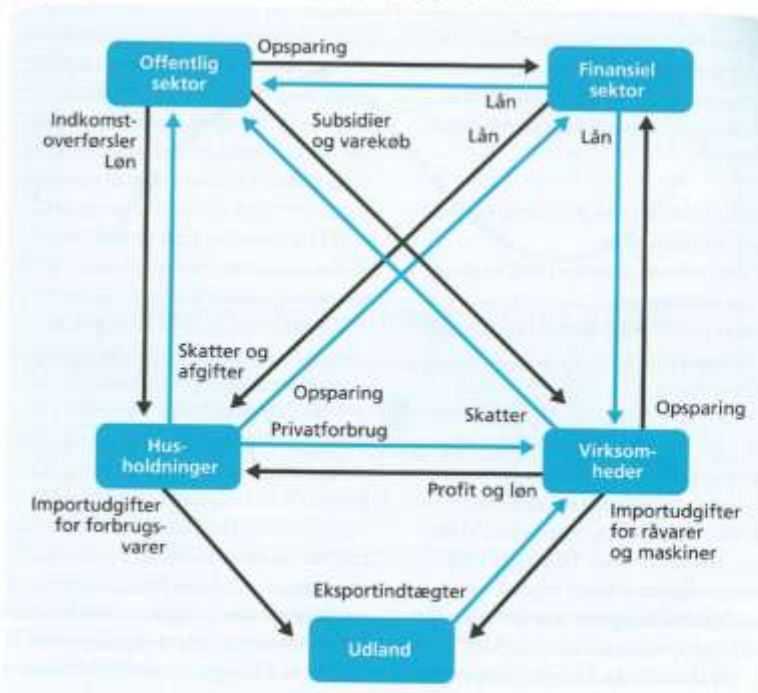 Opsparing
Offentlig
sektor
Finansiel
sektor
Lån
Indkomst-
overførsler
Løn
Subsidier
og varekøb
Lån
Lån
Skatter og
afgifter
Opsparing
Skatter
Opsparing
Privatforbrug
Hus-
holdninger
Virksom-
heder
Profit og løn
Importudgifter
for forbrugs-
varer
Importudgifter
for råvarer
og maskiner
Eksportindtægter
Udland